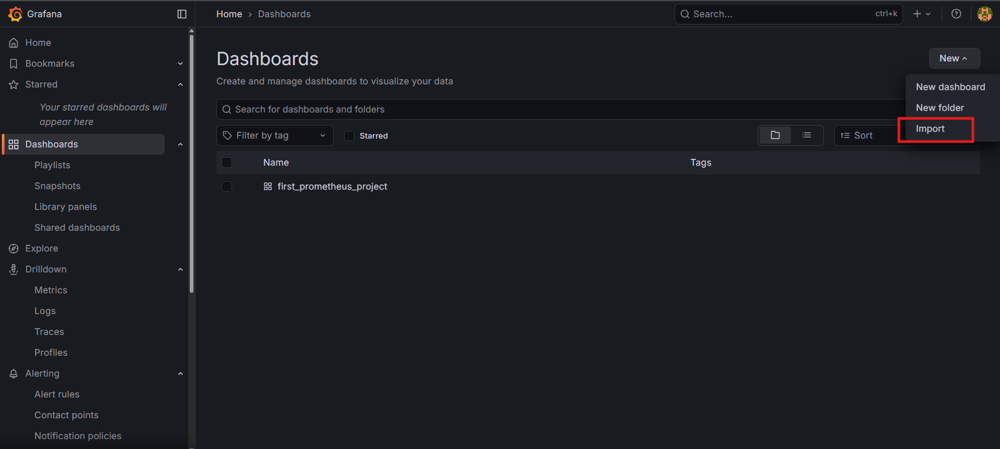 Grafana
Home › Dashboards
Search... ctrl+k
Home
Bookmarks
Starred
Your starred dashboards will
appear here
Dashboards
Playlists
Snapshots
Library panels
Shared dashboards
Explore
Drilldown
Metrics
Logs
Traces
Profiles
Alerting
Alert rules
Contact points
Notification policies
Dashboards
New
Create and manage dashboards to visualize your data
New dashboard
New folder
Import
Search for dashboards and folders
Filter by tag
Starred
Sort
Name Tags
first_prometheus_project